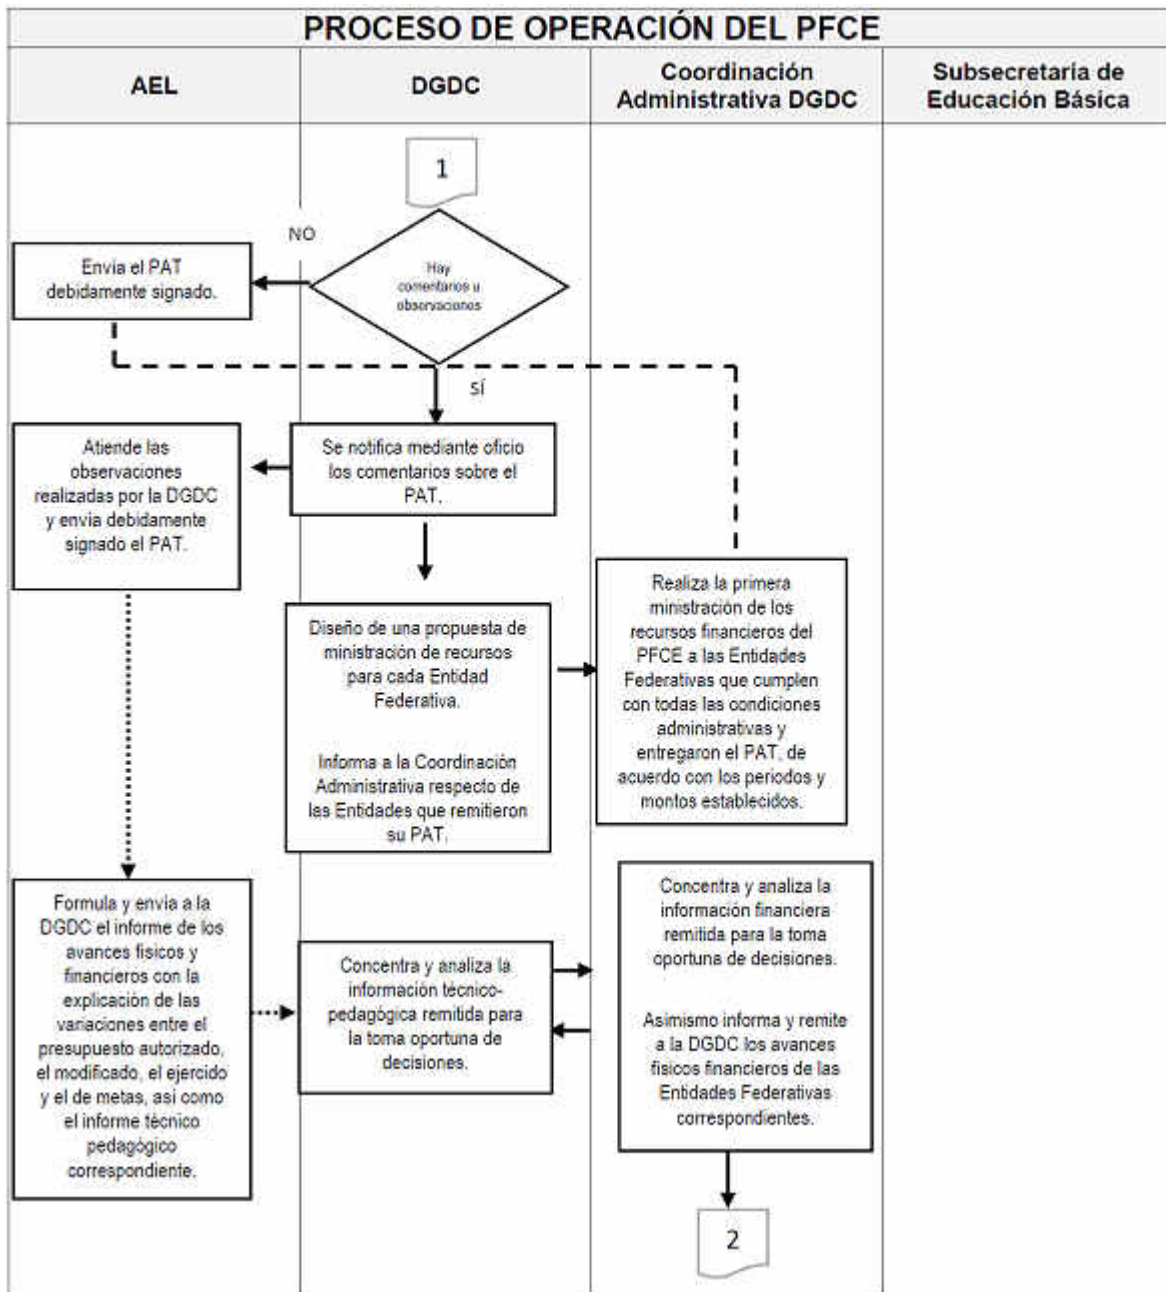 PROCESO DE OPERACIÓN DEL PFCE
AEL
DGDC
Coordinación
Administrativa DGDC
Subsecretaría de
Educación Básica
1
NO
Hay
comentarios u
observaciones
Envía el PAT
debidamente signado.
SÍ
Se notifica mediante oficio
los comentarios sobre el
PAT.
Atiende las
observaciones
realizadas por la DGDC
y envía debidamente
signado el PAT.
Diseño de una propuesta de
ministración de recursos
para cada Entidad
Federativa.
Informa a la Coordinación
Administrativa respecto de
las Entidades que remitieron
su PAT.
Realiza la primera
ministración de los
recursos financieros del
PFCE a las Entidades
Federativas que cumplen
con todas las condiciones
administrativas y
entregaron el PAT, de
acuerdo con los periodos y
montos establecidos.
Formula y envía a la
DGDC el informe de los
avances físicos y
financieros con la
explicación de las
variaciones entre el
presupuesto autorizado,
el modificado, el ejercido
y el de metas, así como
el informe técnico
pedagógico
correspondiente.
Concentra y analiza la
información técnico-
pedagógica remitida para
la toma oportuna de
decisiones.
Concentra y analiza la
información financiera
remitida para la toma
oportuna de decisiones.
Asimismo informa y remite
a la DGDC los avances
físicos financieros de las
Entidades Federativas
correspondientes.
2